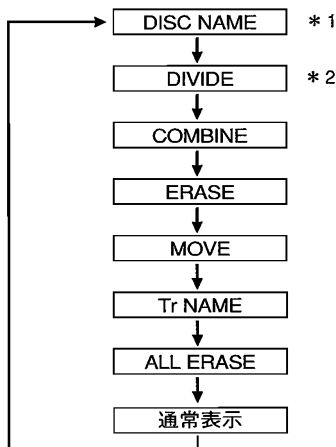 DISC NAME *1
DIVIDE *2
COMBINE
ERASE
MOVE
Tr NAME
ALL ERASE
通常表示